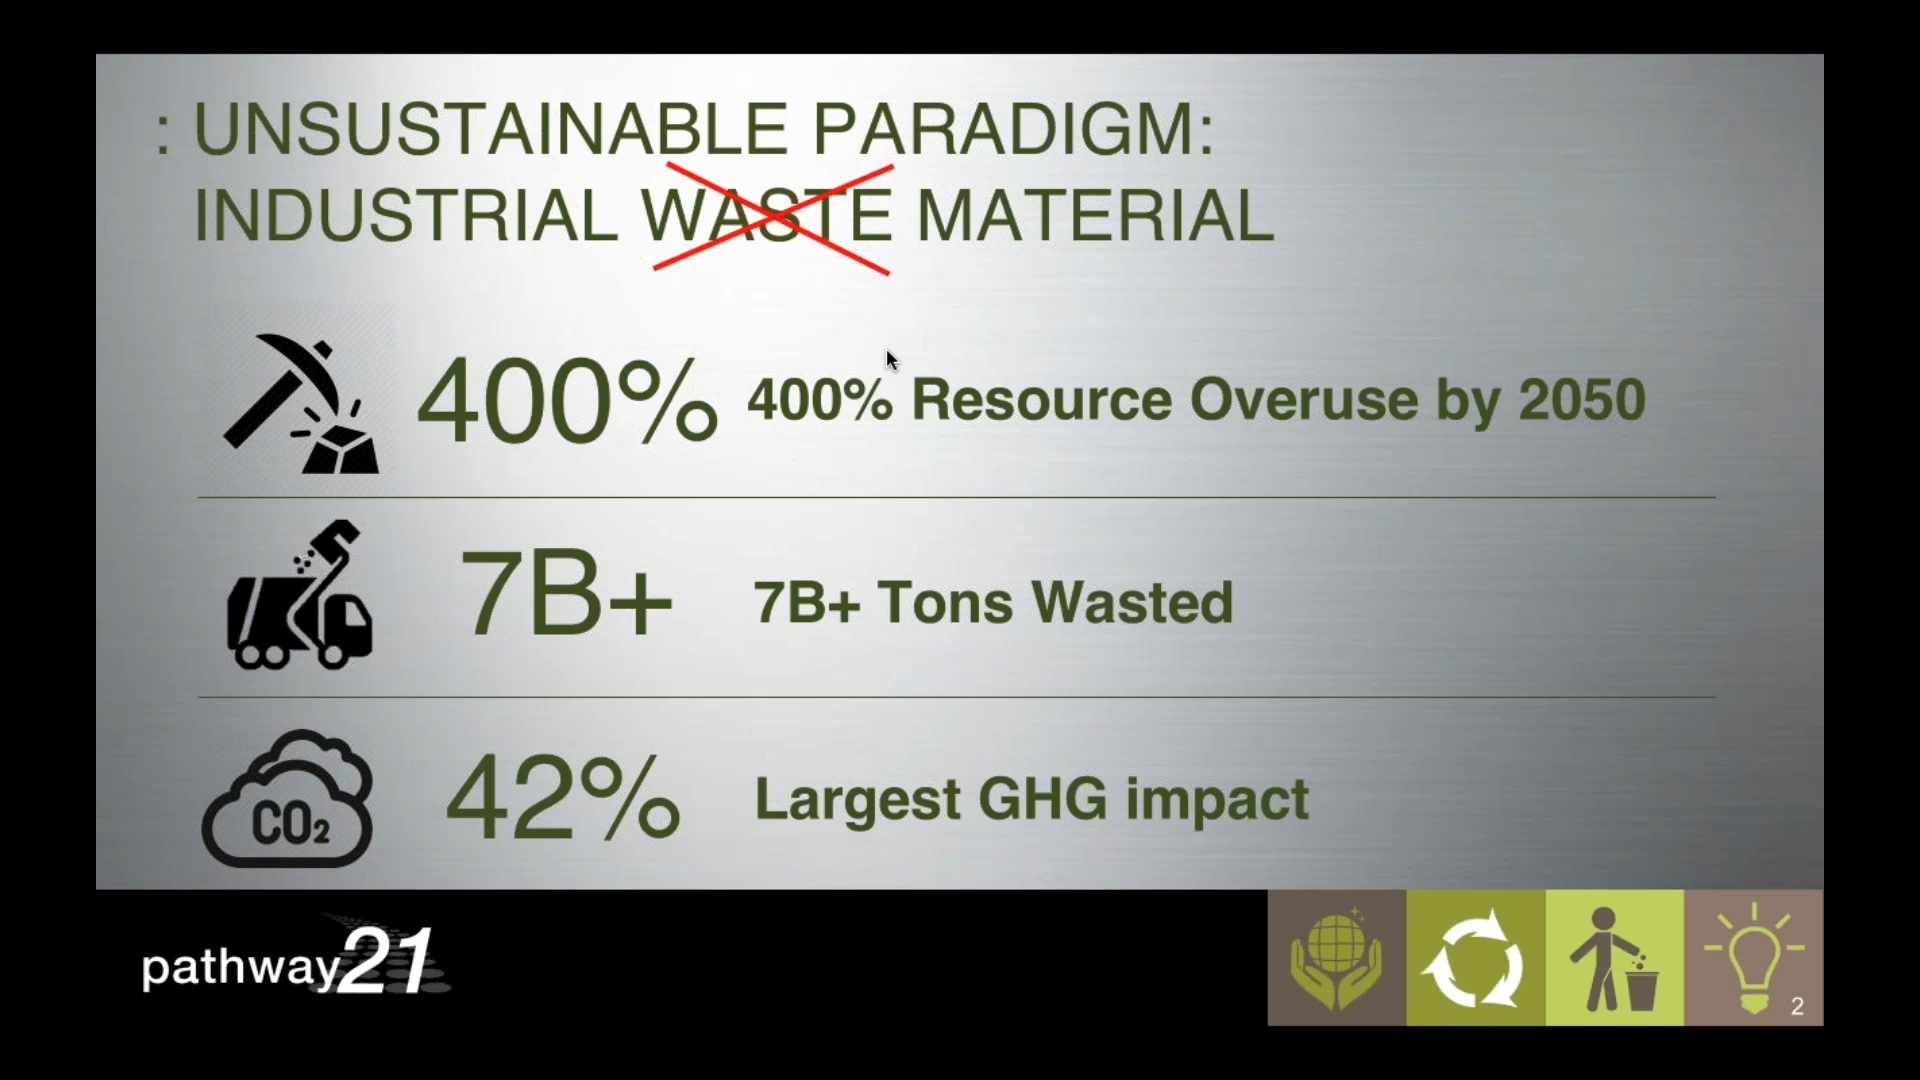 : UNSUSTAINABLE PARADIGM:
INDUSTRIAL WASTE MATERIAL
400% 400% Resource Overuse by 2050
7B+ 7B+ Tons Wasted
CO₂ 42% Largest GHG impact
pathway21
2